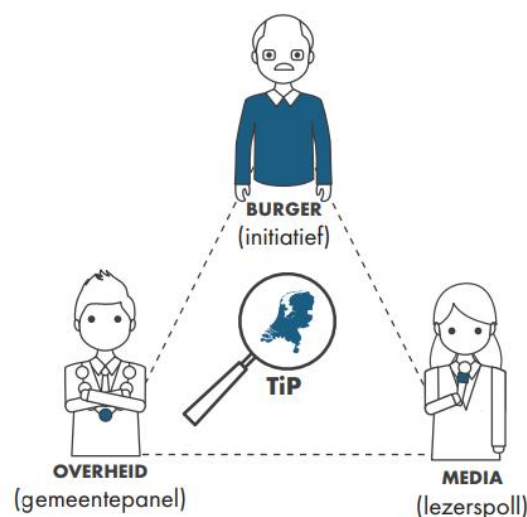 BURGER
(initiatief)
TiP
OVERHEID
(gemeentepanel)
MEDIA
(lezerspoll)